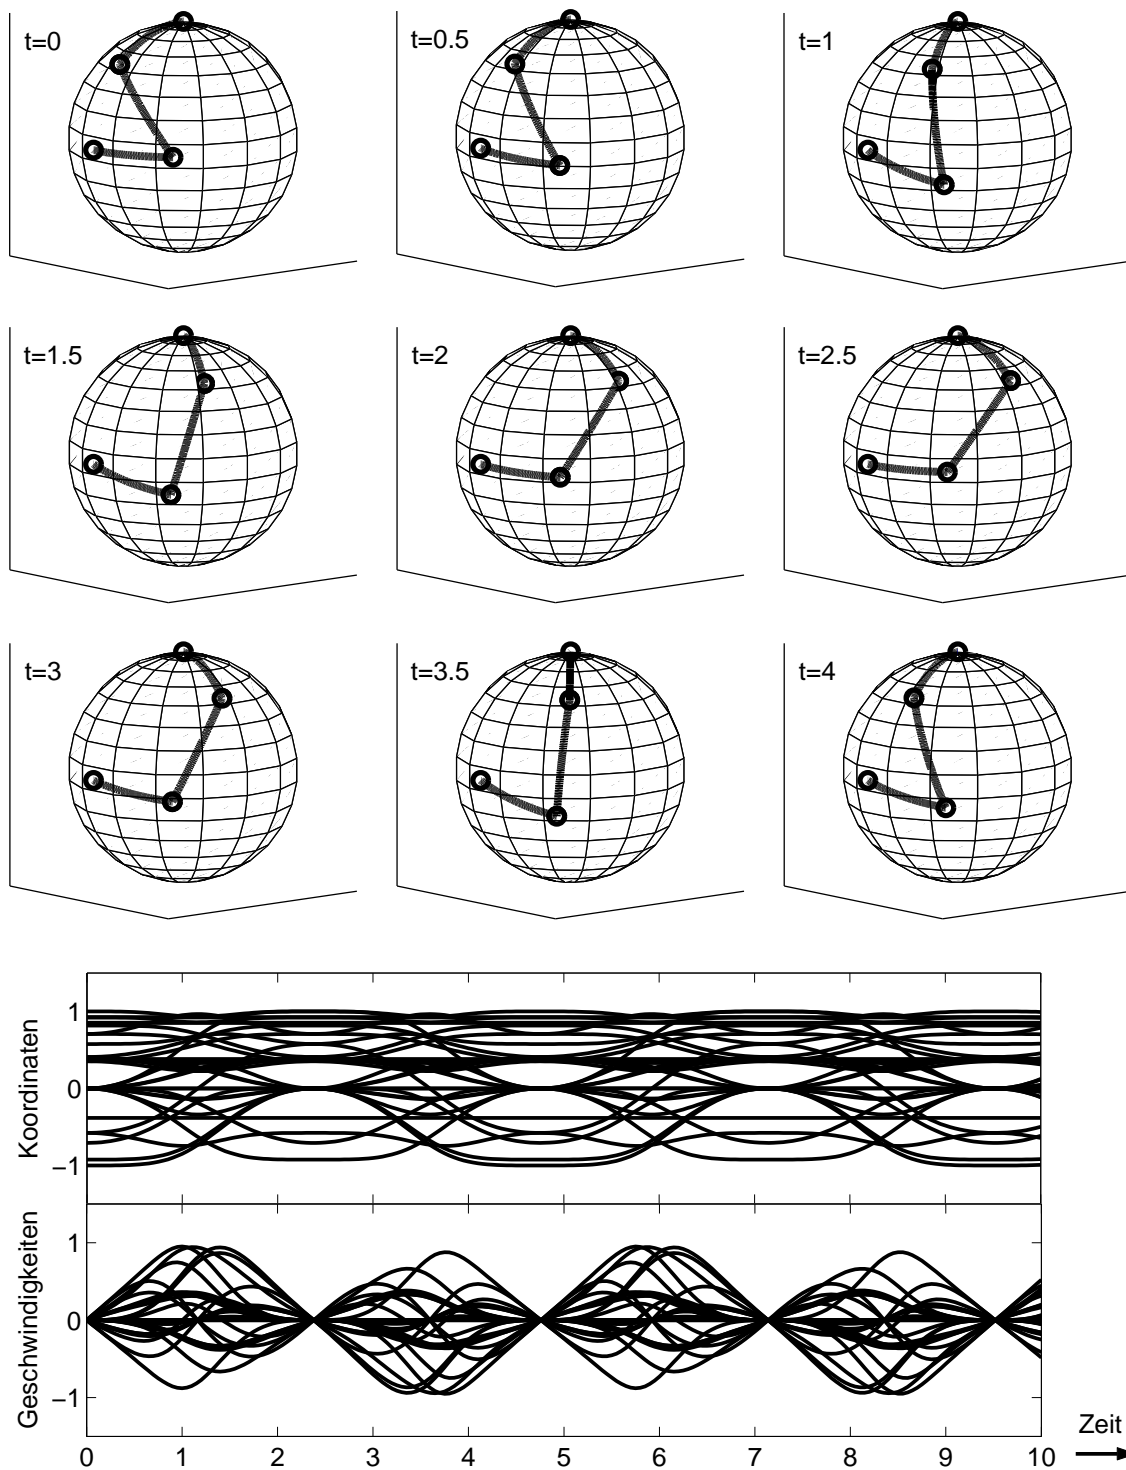 t=0
t=0.5
t=1
t=1.5
t=2
t=2.5
t=3
t=3.5
t=4
Koordinaten
1
0
−1
Geschwindigkeiten
1
0
−1
0 1 2 3 4 5 6 7 8 9 10
Zeit